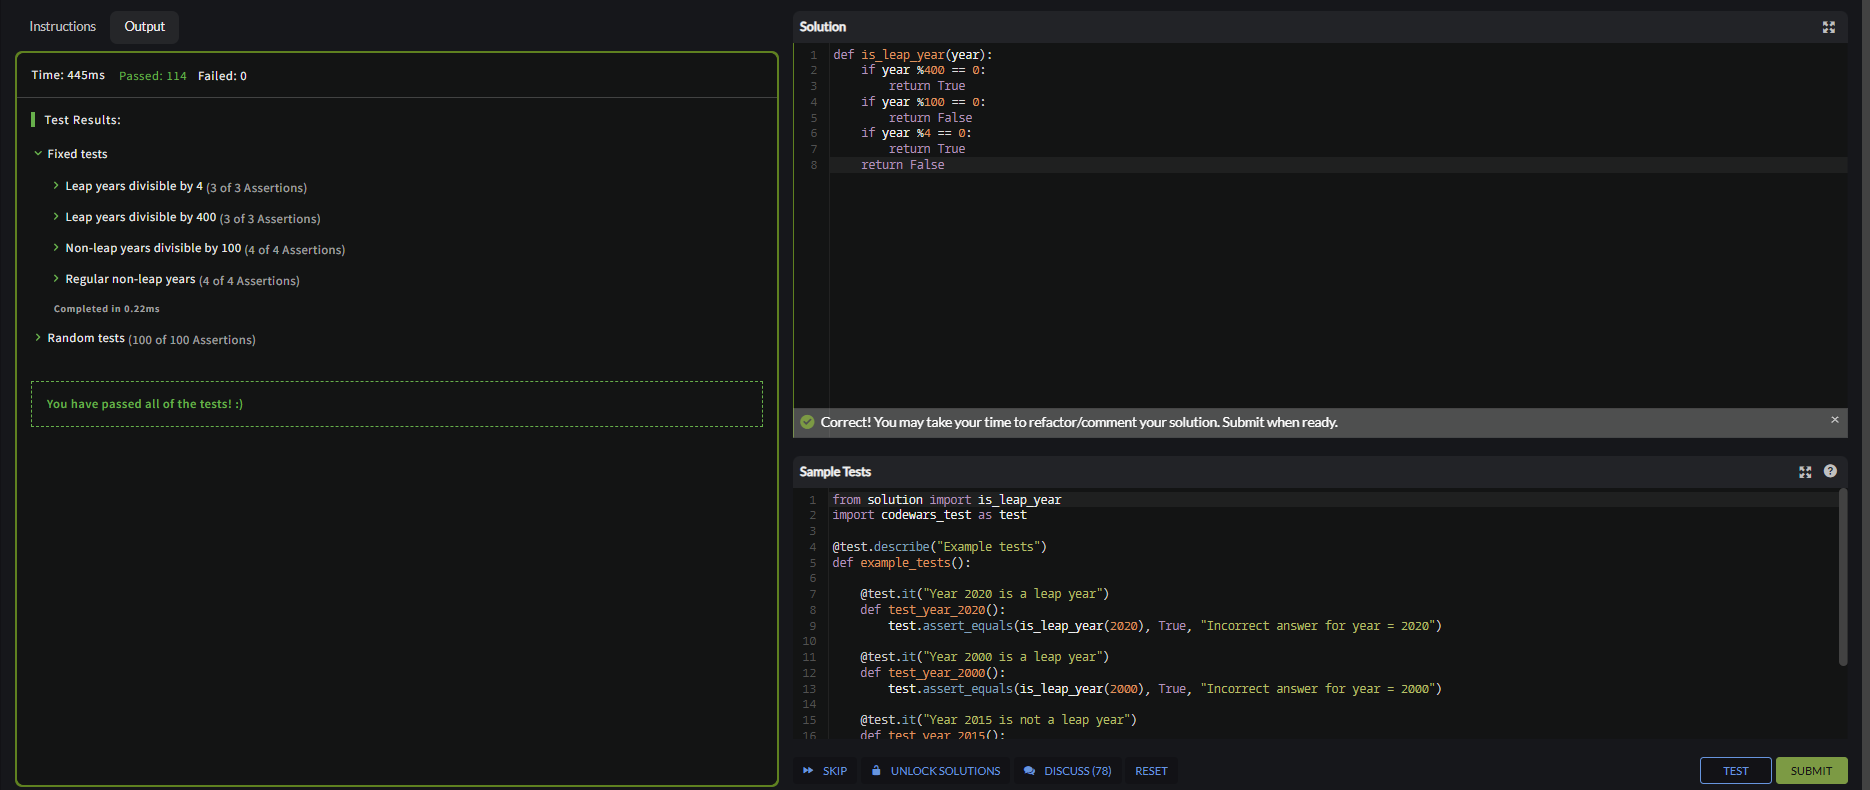 Instructions
Output
Time: 445ms Passed: 114 Failed: 0
Test Results:
Fixed tests
Leap years divisible by 4 (3 of 3 Assertions)
Leap years divisible by 400 (3 of 3 Assertions)
Non-leap years divisible by 100 (4 of 4 Assertions)
Regular non-leap years (4 of 4 Assertions)
Completed in 0.22ms
Random tests (100 of 100 Assertions)
You have passed all of the tests! :)
Solution
1 def is_leap_year(year):
2     if year %400 == 0:
3         return True
4     if year %100 == 0:
5         return False
6     if year %4 == 0:
7         return True
8     return False
Correct! You may take your time to refactor/comment your solution. Submit when ready. ×
Sample Tests ?
1 from solution import is_leap_year
2 import codewars_test as test
3
4 @test.describe("Example tests")
5 def example_tests():
6
7     @test.it("Year 2020 is a leap year")
8     def test_year_2020():
9         test.assert_equals(is_leap_year(2020), True, "Incorrect answer for year = 2020")
10
11     @test.it("Year 2000 is a leap year")
12     def test_year_2000():
13         test.assert_equals(is_leap_year(2000), True, "Incorrect answer for year = 2000")
14
15     @test.it("Year 2015 is not a leap year")
16     def test_year_2015():
SKIP UNLOCK SOLUTIONS DISCUSS (78) RESET TEST SUBMIT